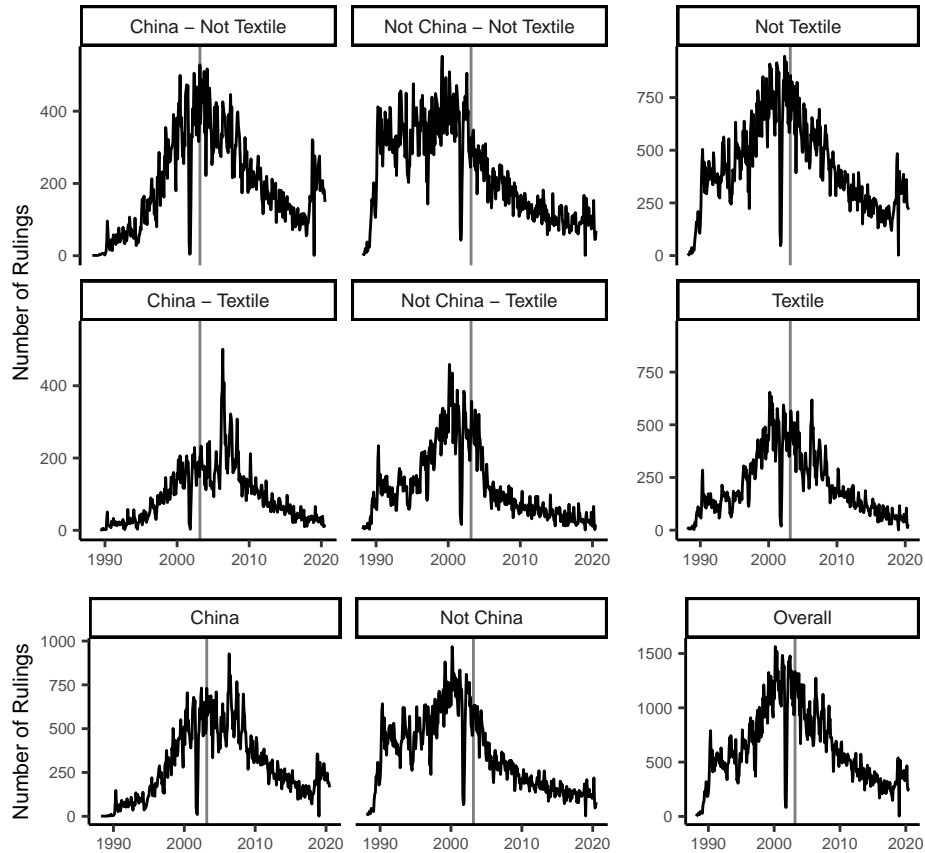 China – Not Textile
Not China – Not Textile
Not Textile
400
200
0
750
500
250
0
China – Textile
Not China – Textile
Textile
400
200
0
750
500
250
0
1990 2000 2010 2020
1990 2000 2010 2020
1990 2000 2010 2020
Number of Rulings
China
Not China
Overall
1000
750
500
250
0
1500
1000
500
0
1990 2000 2010 2020
1990 2000 2010 2020
1990 2000 2010 2020
Number of Rulings